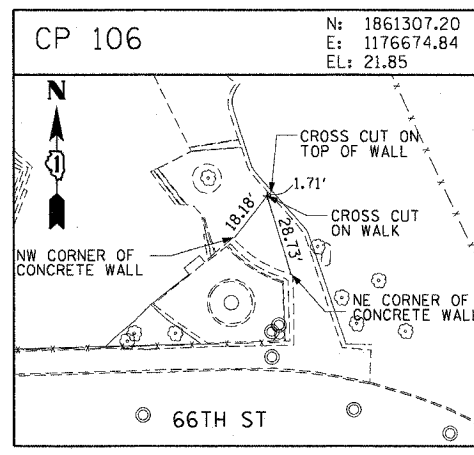 CP 106
N: 1861307.20
E: 1176674.84
EL: 21.85
N
1
CROSS CUT ON
TOP OF WALL
1.71'
18.18'
CROSS CUT
ON WALK
28.73'
NW CORNER OF
CONCRETE WALL
NE CORNER OF
CONCRETE WALL
66TH ST